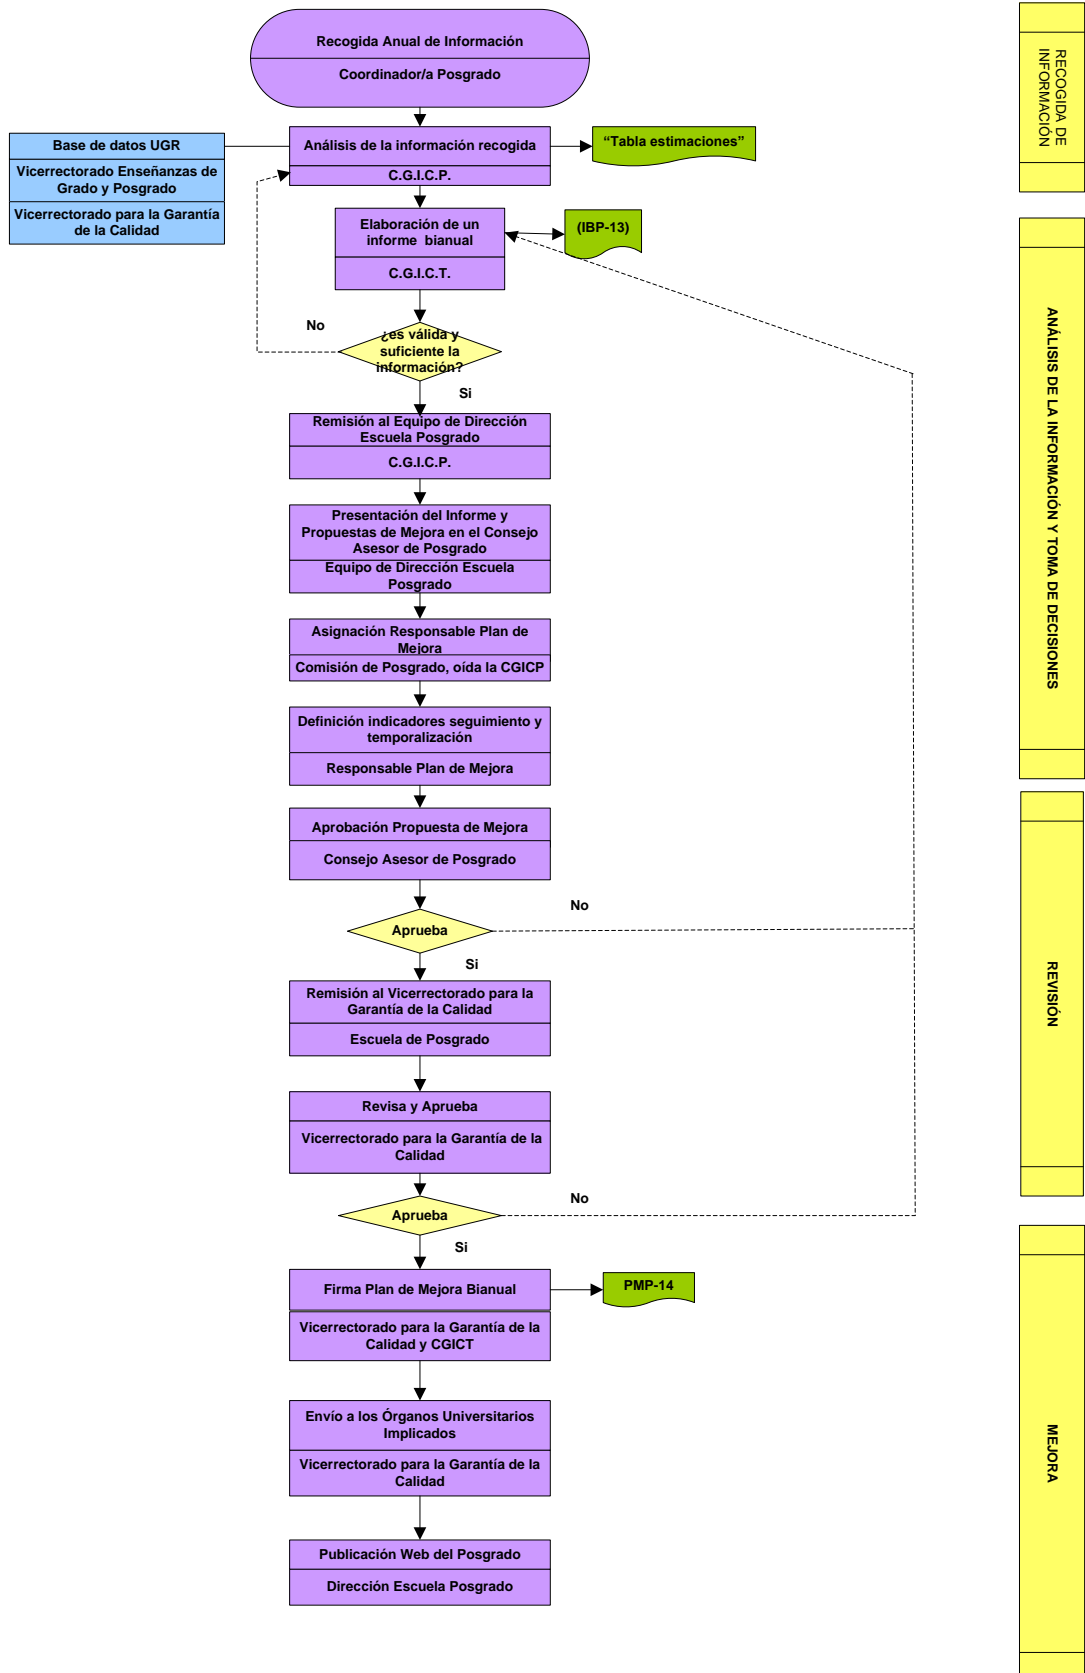 Recogida Anual de Información
Coordinador/a Posgrado
RECOGIDA DE
INFORMACIÓN
Base de datos UGR
Vicerrectorado Enseñanzas de
Grado y Posgrado
Vicerrectorado para la Garantía
de la Calidad
Análisis de la información recogida
C.G.I.C.P.
“Tabla estimaciones”
Elaboración de un
informe bianual
C.G.I.C.T.
(IBP-13)
ANÁLISIS DE LA INFORMACIÓN Y TOMA DE DECISIONES
No
¿es válida y
suficiente la
información?
Si
Remisión al Equipo de Dirección
Escuela Posgrado
C.G.I.C.P.
Presentación del Informe y
Propuestas de Mejora en el Consejo
Asesor de Posgrado
Equipo de Dirección Escuela
Posgrado
Asignación Responsable Plan de
Mejora
Comisión de Posgrado, oída la CGICP
Definición indicadores seguimiento y
temporalización
Responsable Plan de Mejora
Aprobación Propuesta de Mejora
Consejo Asesor de Posgrado
No
Aprueba
Si
REVISIÓN
Remisión al Vicerrectorado para la
Garantía de la Calidad
Escuela de Posgrado
Revisa y Aprueba
Vicerrectorado para la Garantía de la
Calidad
No
Aprueba
Si
Firma Plan de Mejora Bianual
PMP-14
Vicerrectorado para la Garantía de la
Calidad y CGICT
Envío a los Órganos Universitarios
Implicados
Vicerrectorado para la Garantía de la
Calidad
MEJORA
Publicación Web del Posgrado
Dirección Escuela Posgrado